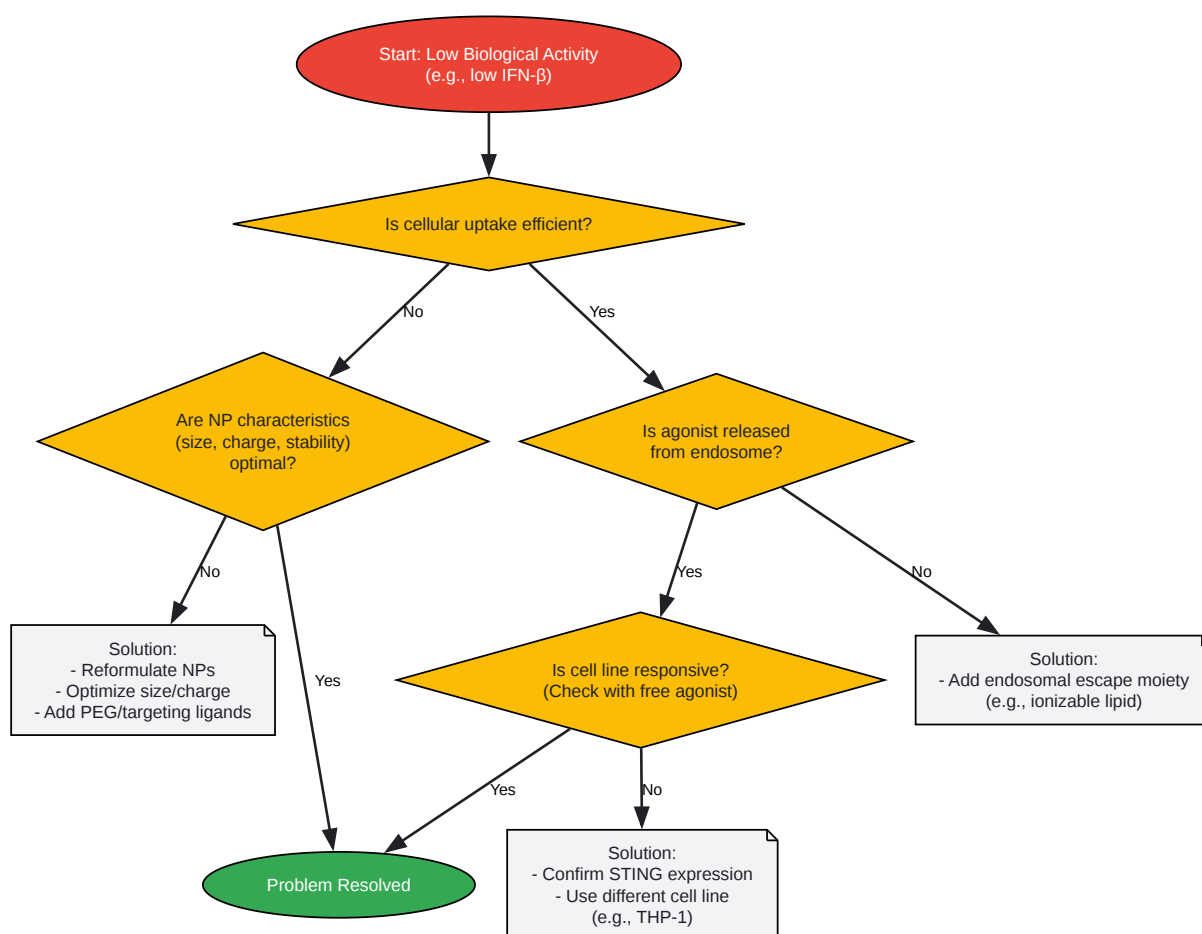 Start: Low Biological Activity
(e.g., low IFN-β)
Is cellular uptake efficient?
No
Yes
Are NP characteristics
(size, charge, stability)
optimal?
Is agonist released
from endosome?
No
Yes
Yes
No
Solution:
- Reformulate NPs
- Optimize size/charge
- Add PEG/targeting ligands
Is cell line responsive?
(Check with free agonist)
Solution:
- Add endosomal escape moiety
(e.g., ionizable lipid)
Yes
No
Problem Resolved
Solution:
- Confirm STING expression
- Use different cell line
(e.g., THP-1)